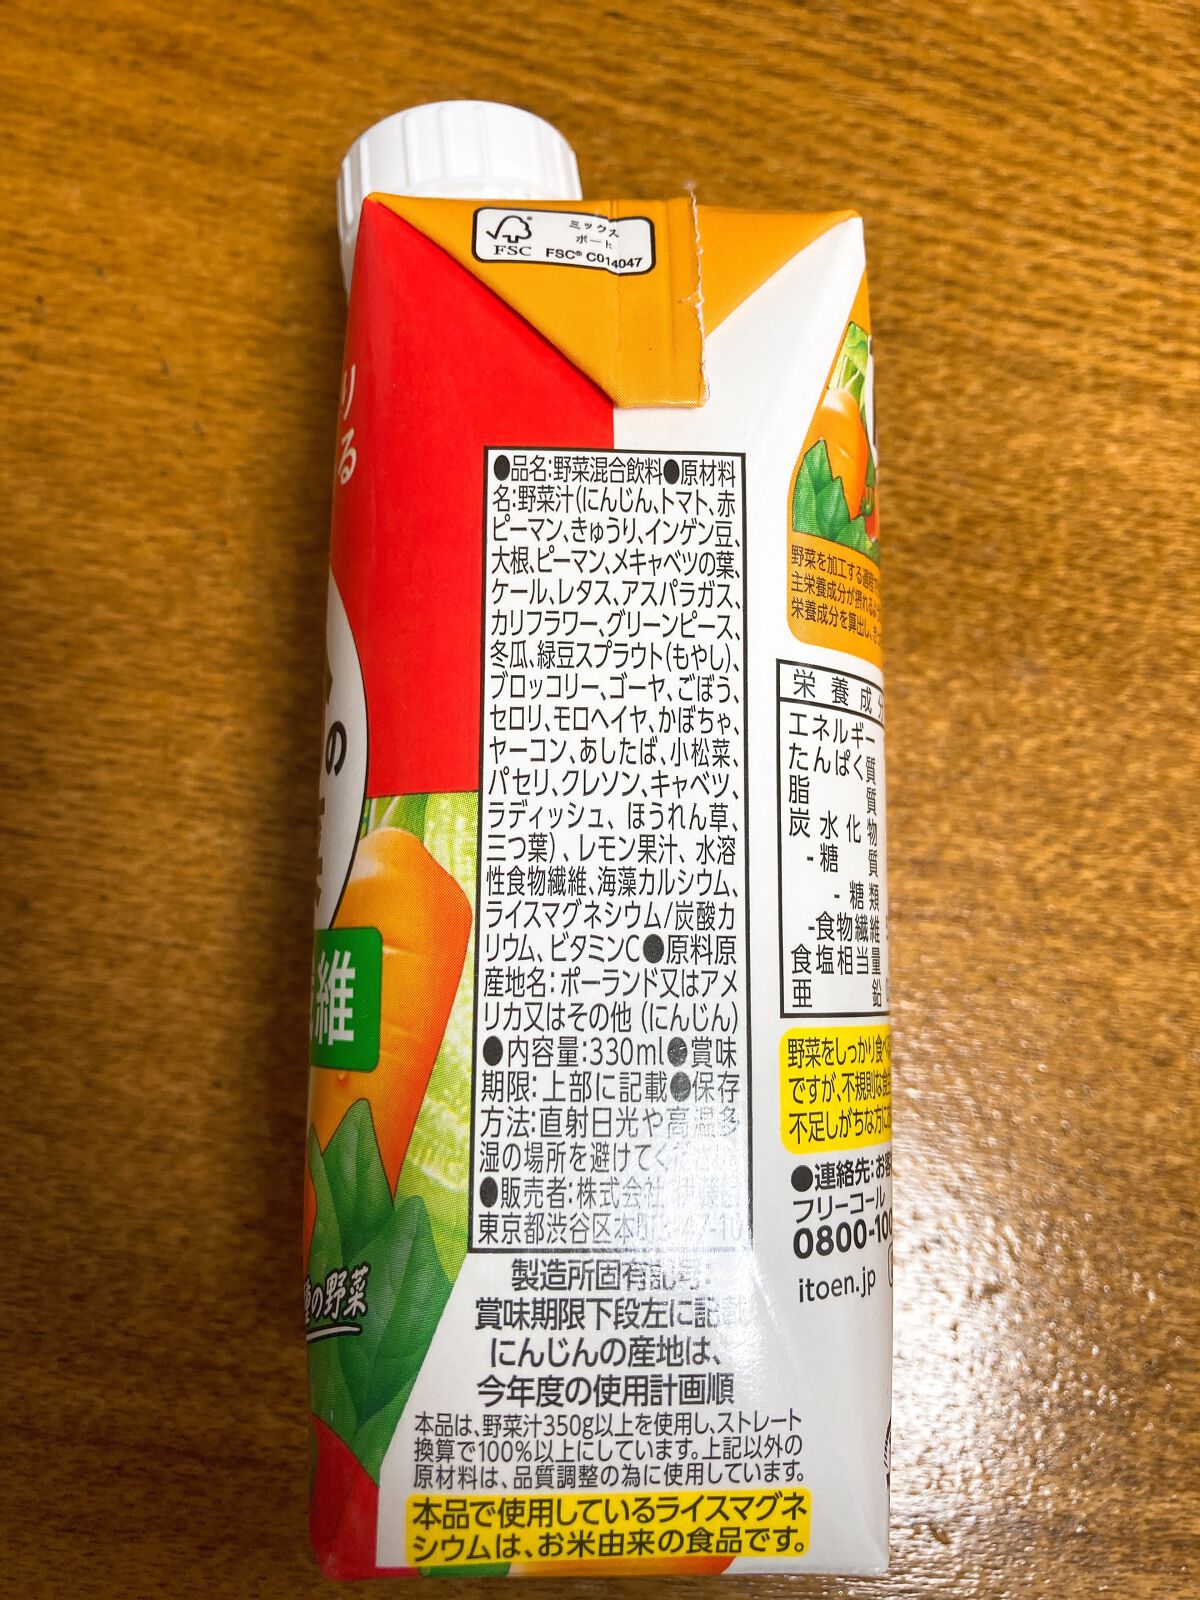 FSC
ミックス
ボード
FSC® C014047
り
る
の
維
の野菜
●品名:野菜混合飲料●原材料
名:野菜汁(にんじん、トマト、赤
ピーマン、きゅうり、インゲン豆、
大根、ピーマン、メキャベツの葉、
ケール、レタス、アスパラガス、
カリフラワー、グリーンピース、
冬瓜、緑豆スプラウト(もやし)、
ブロッコリー、ゴーヤ、ごぼう、
セロリ、モロヘイヤ、かぼちゃ、
ヤーコン、あしたば、小松菜、
パセリ、クレソン、キャベツ、
ラディッシュ、ほうれん草、
三つ葉)、レモン果汁、水溶
性食物繊維、海藻カルシウム、
ライスマグネシウム/炭酸カ
リウム、ビタミンC●原料原
産地名:ポーランド又はアメ
リカ又はその他 (にんじん)
●内容量:330ml●賞味
期限:上部に記載●保存
方法:直射日光や高温多
湿の場所を避けてく
●販売者:株式会社
東京都渋谷区本町3-47-10
製造所固有記号:
賞味期限下段左に記載
にんじんの産地は、
今年度の使用計画順
本品は、野菜汁350g以上を使用し、ストレート
換算で100%以上にしています。上記以外の
原材料は、品質調整の為に使用しています。
本品で使用しているライスマグネ
シウムは、お米由来の食品です。
野菜を加工する過程
主栄養成分が摂れる
栄養成分を算出し、
栄養成分
エネルギー
たんぱく質
脂質
炭水化物
-糖質
-糖類
-食物繊維
食塩相当量
亜鉛
野菜をしっかり食べ
ですが、不規則な食
不足しがちな方に
●連絡先:お客
フリーコール
0800-100
itoen.jp